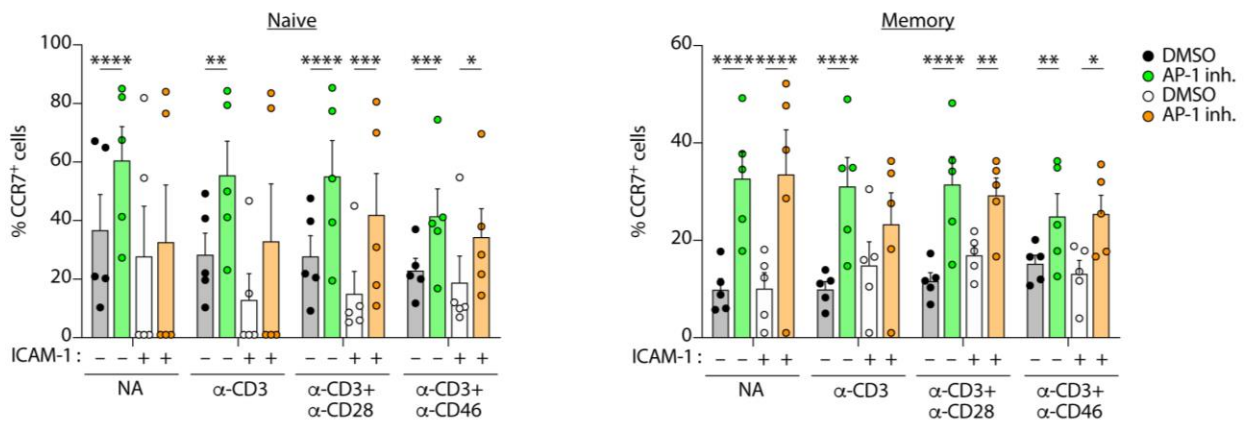 Naive
% CCR7+ cells
100
80
60
40
20
0
**** ** **** *** *** *
ICAM-1 : – – + + – – + + – – + + – – + +
NA α-CD3 α-CD3+ α-CD3+
α-CD28 α-CD46
Memory
% CCR7+ cells
60
40
20
0
**** **** **** **** ** ** *
ICAM-1 : – – + + – – + + – – + + – – + +
NA α-CD3 α-CD3+ α-CD3+
α-CD28 α-CD46
DMSO
AP-1 inh.
DMSO
AP-1 inh.